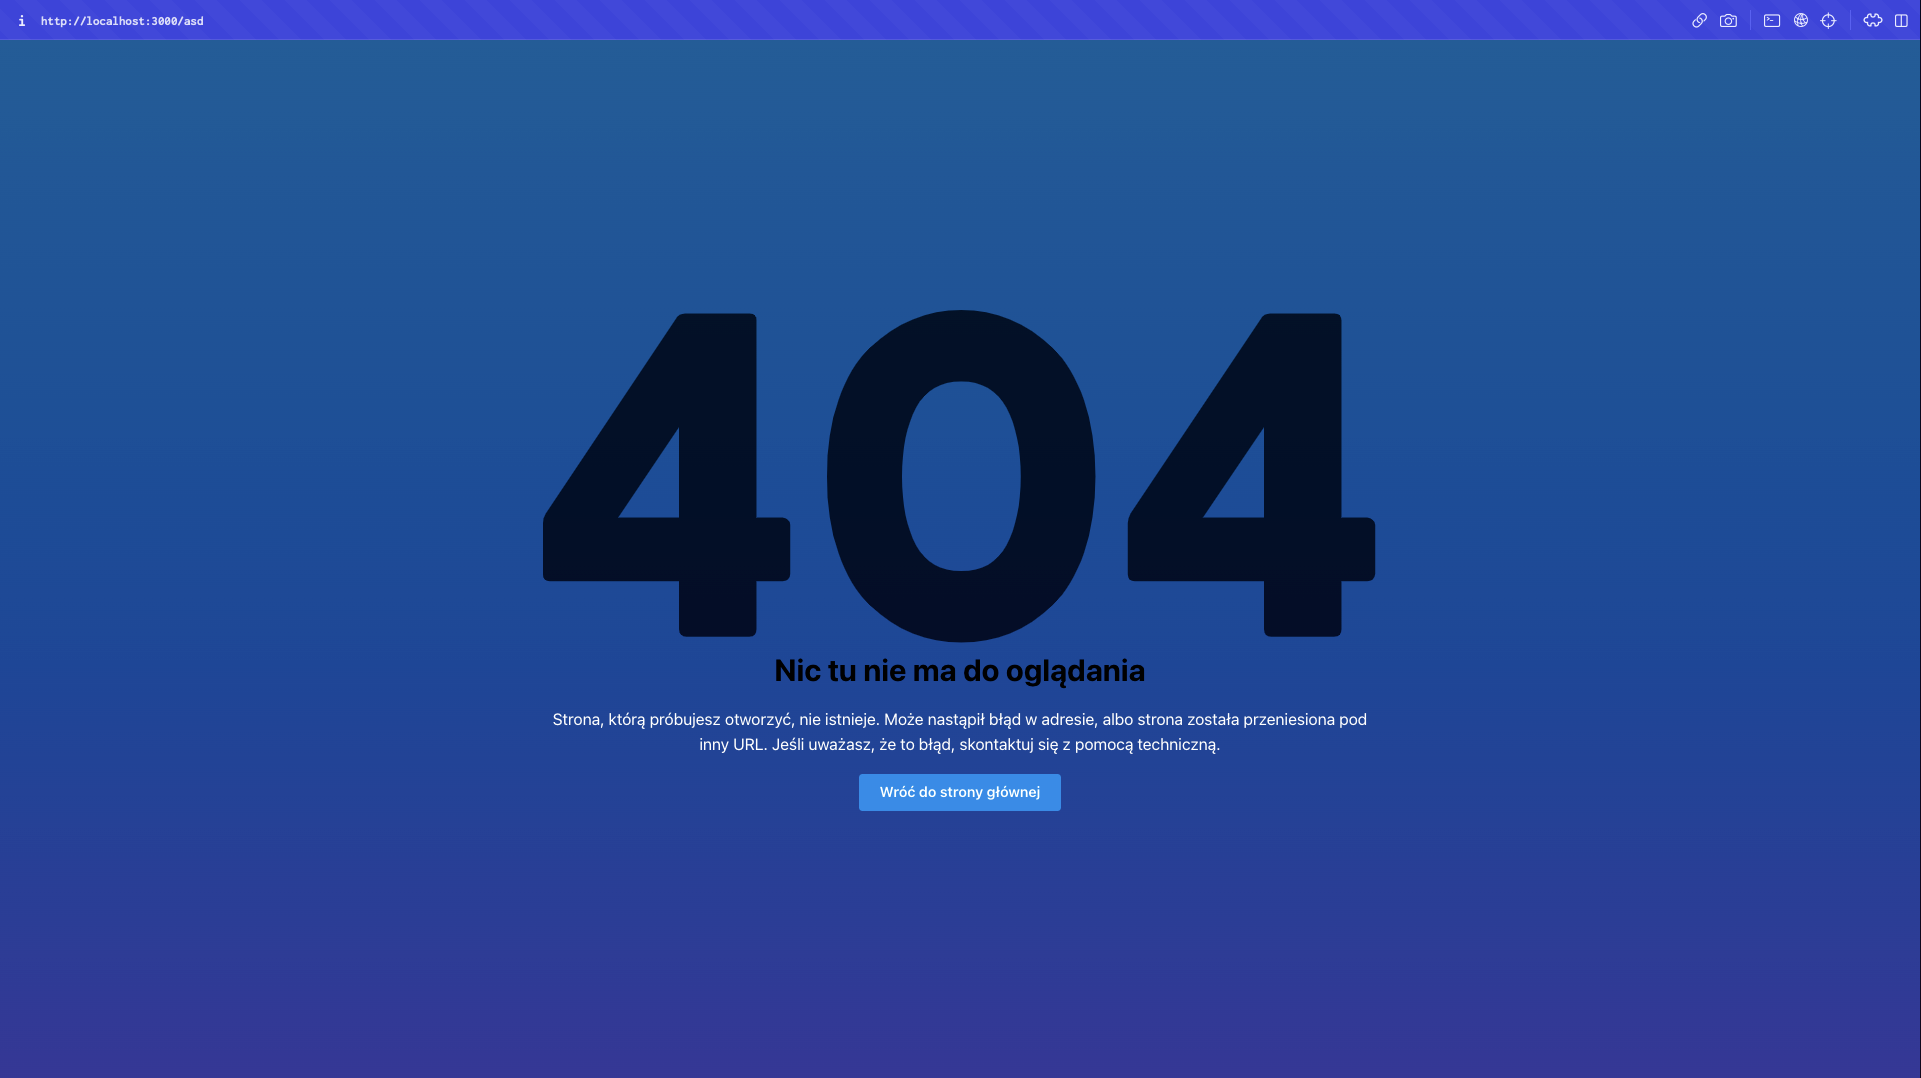 http://localhost:3000/asd
404
Nic tu nie ma do oglądania
Strona, którą próbujesz otworzyć, nie istnieje. Może nastąpił błąd w adresie, albo strona została przeniesiona pod
inny URL. Jeśli uważasz, że to błąd, skontaktuj się z pomocą techniczną.
Wróć do strony głównej